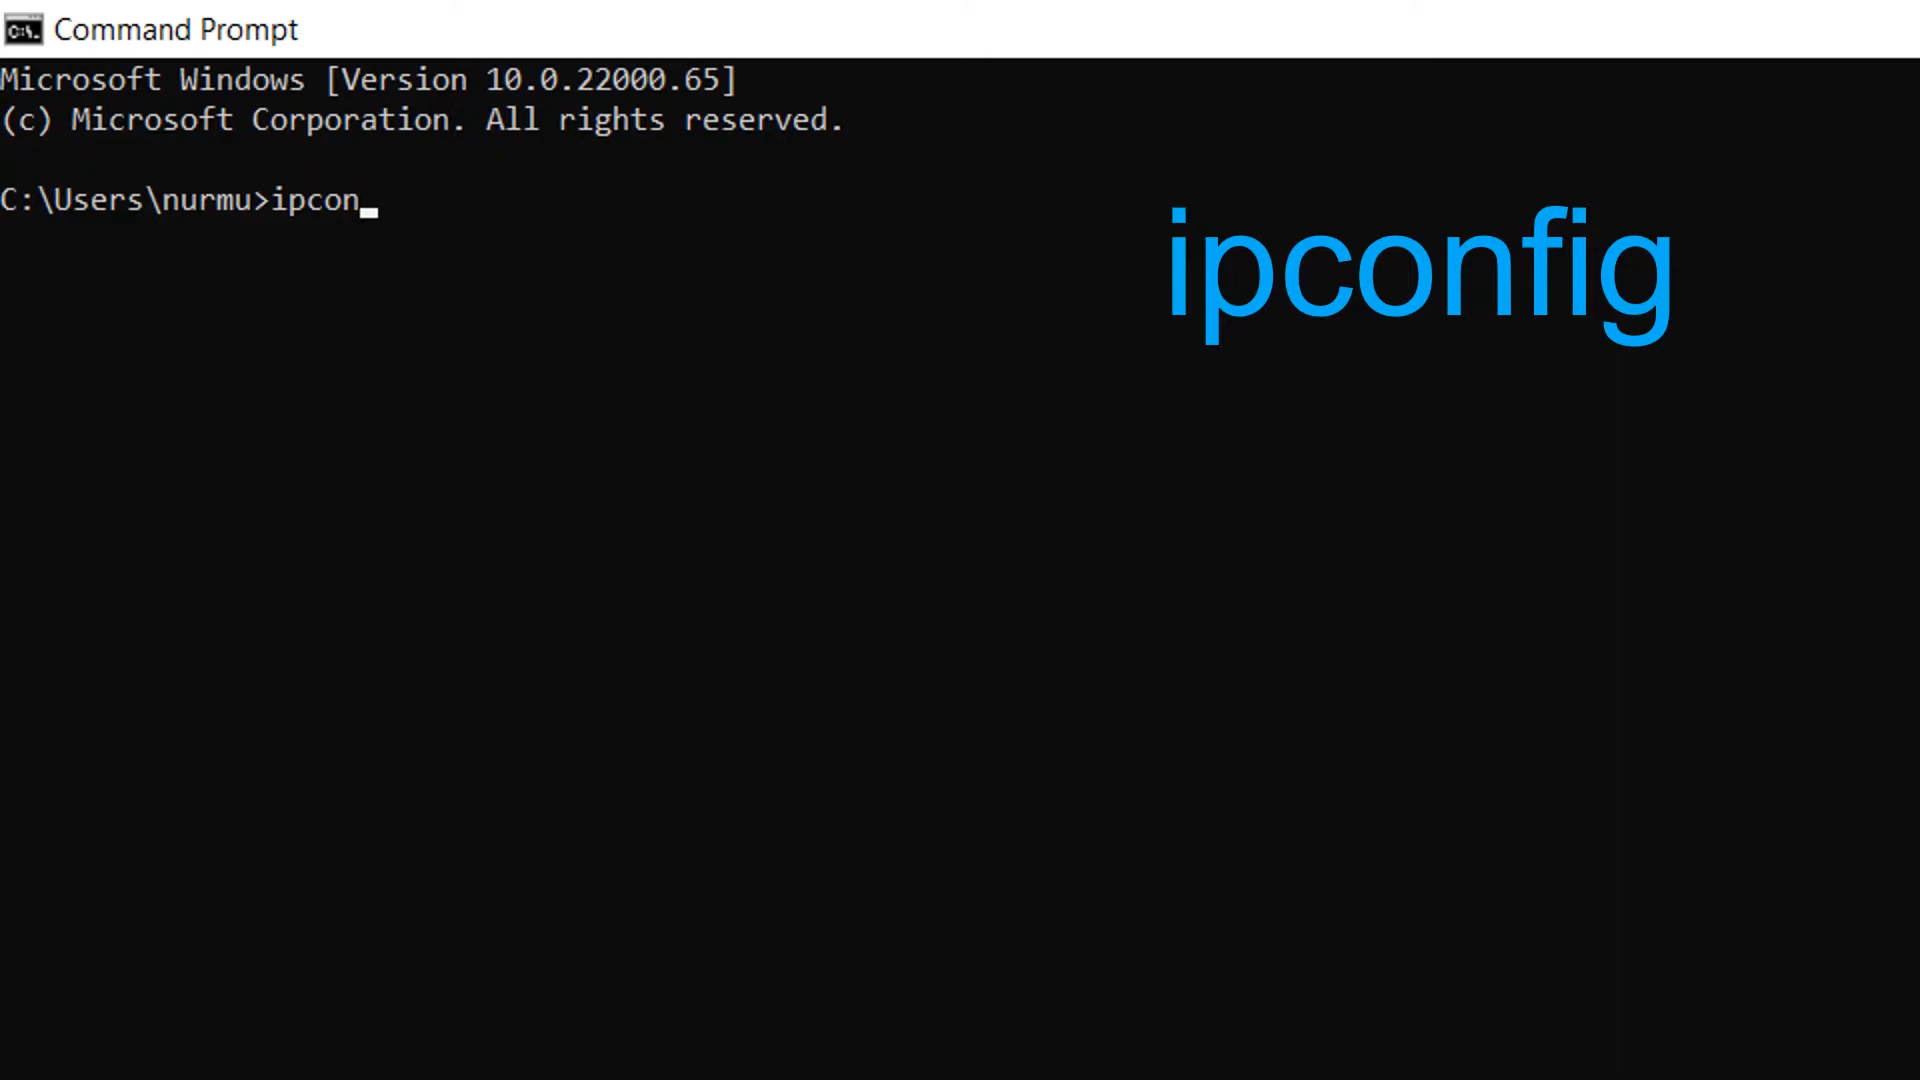 Command Prompt
Microsoft Windows [Version 10.0.22000.65]
(c) Microsoft Corporation. All rights reserved.
C:\Users\nurmu>ipcon
ipconfig